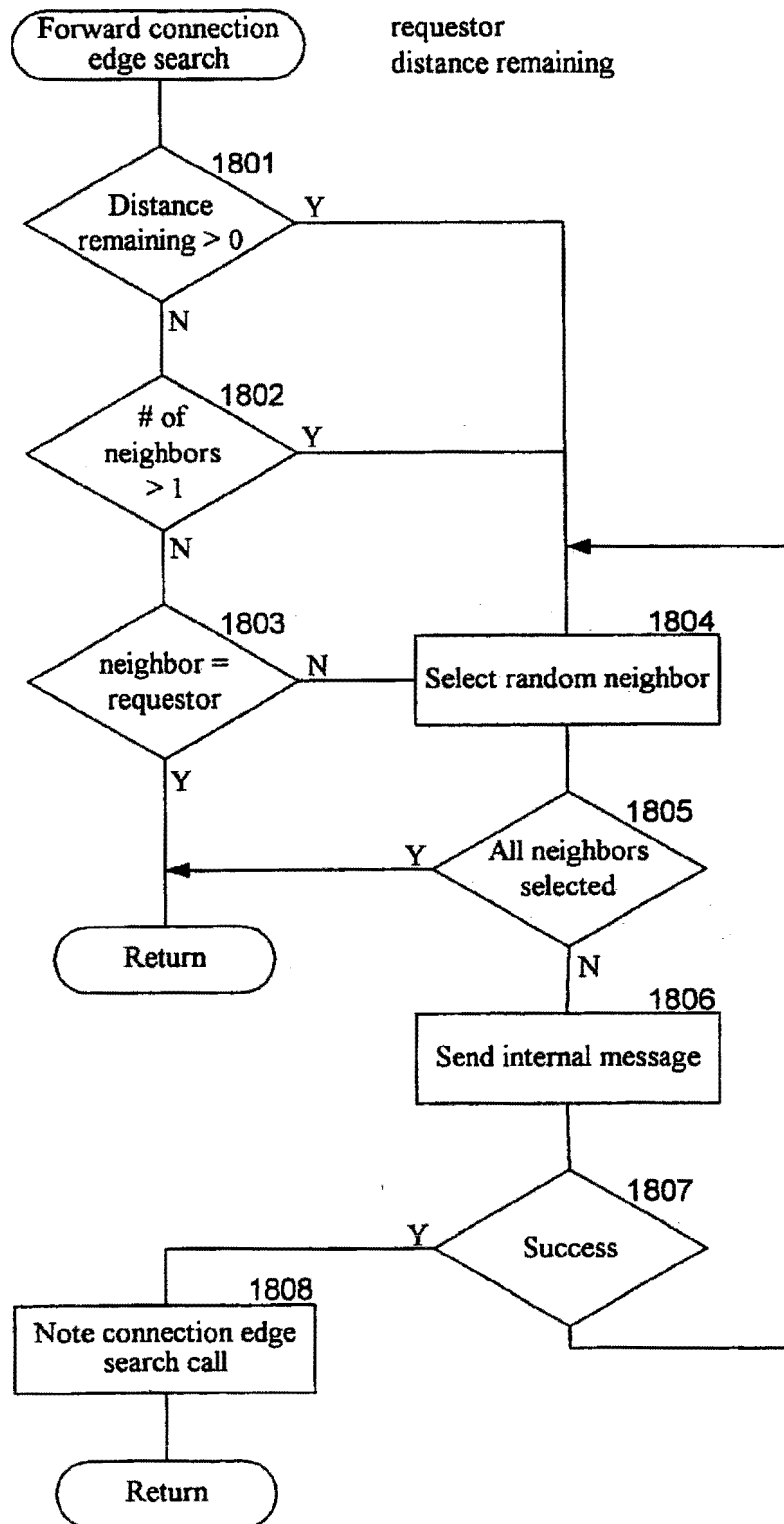 Forward connection
edge search
requestor
distance remaining
1801
Distance
remaining > 0
Y
N
1802
# of
neighbors
> 1
Y
N
1803
neighbor =
requestor
N
Y
1804
Select random neighbor
1805
All neighbors
selected
Y
N
Return
1806
Send internal message
1807
Success
Y
1808
Note connection edge
search call
Return